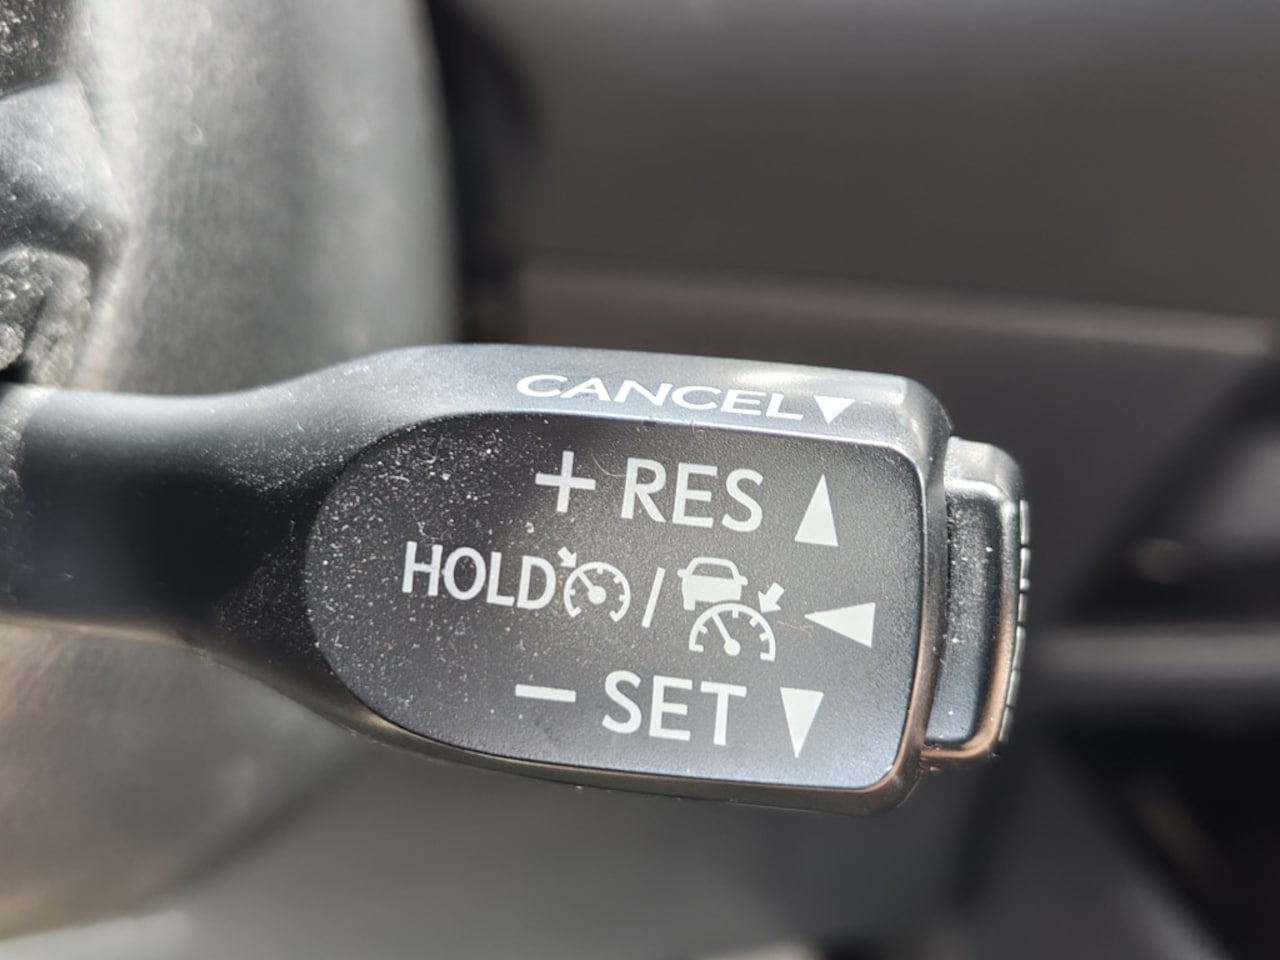 CANCEL
+ RES
HOLD /
− SET